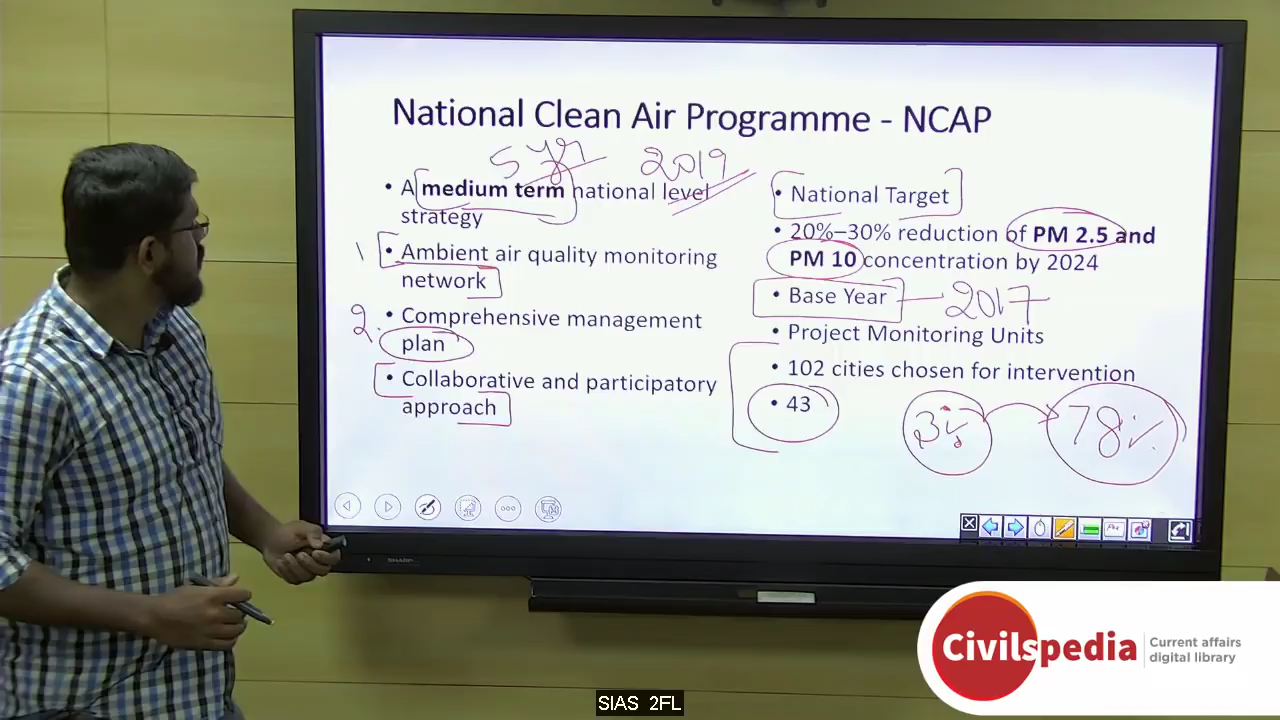 National Clean Air Programme - NCAP
5 yr 2019
• A medium term national level
strategy
1 • Ambient air quality monitoring
network
2. • Comprehensive management
plan
• Collaborative and participatory
approach
• National Target
• 20%–30% reduction of PM 2.5 and
PM 10 concentration by 2024
• Base Year — 2017
• Project Monitoring Units
• 102 cities chosen for intervention
• 43
3% 78%
SHARP
Civilspedia
Current affairs
digital library
SIAS 2FL